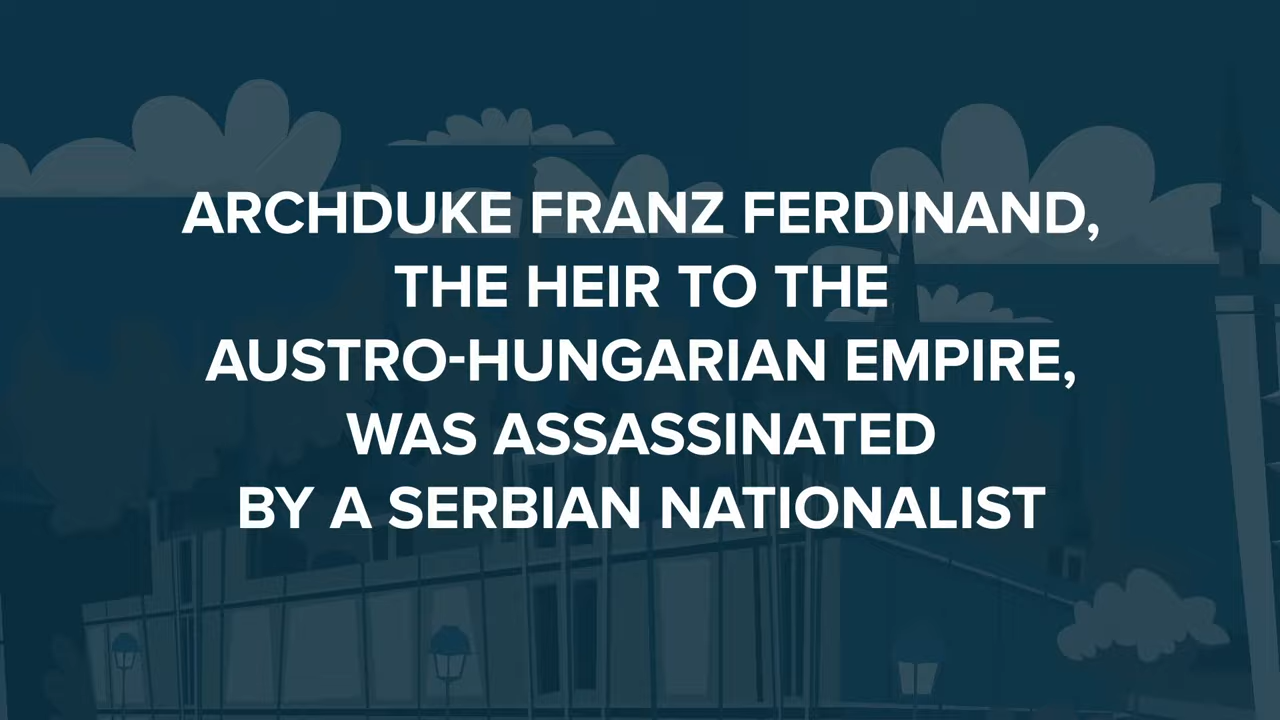 ARCHDUKE FRANZ FERDINAND,
THE HEIR TO THE
AUSTRO-HUNGARIAN EMPIRE,
WAS ASSASSINATED
BY A SERBIAN NATIONALIST